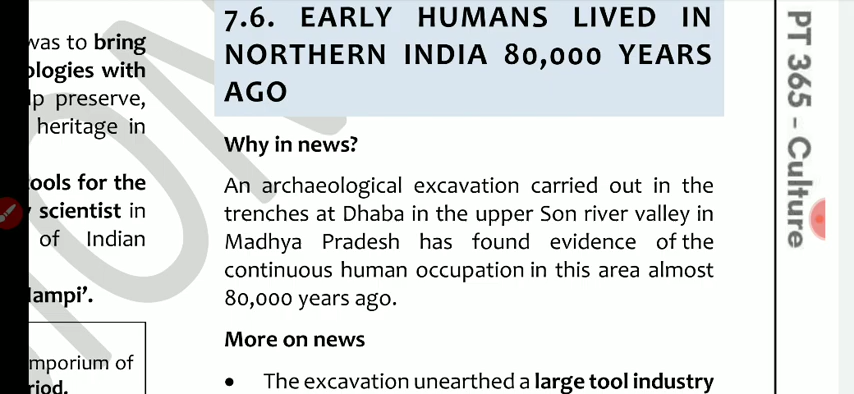 was to bring
ologies with
lp preserve,
heritage in
tools for the
scientist in
of Indian
Hampi'.
mporium of
riod.
7.6. EARLY HUMANS LIVED IN
NORTHERN INDIA 80,000 YEARS
AGO
Why in news?
An archaeological excavation carried out in the
trenches at Dhaba in the upper Son river valley in
Madhya Pradesh has found evidence of the
continuous human occupation in this area almost
80,000 years ago.
More on news
• The excavation unearthed a large tool industry
PT 365 - Culture